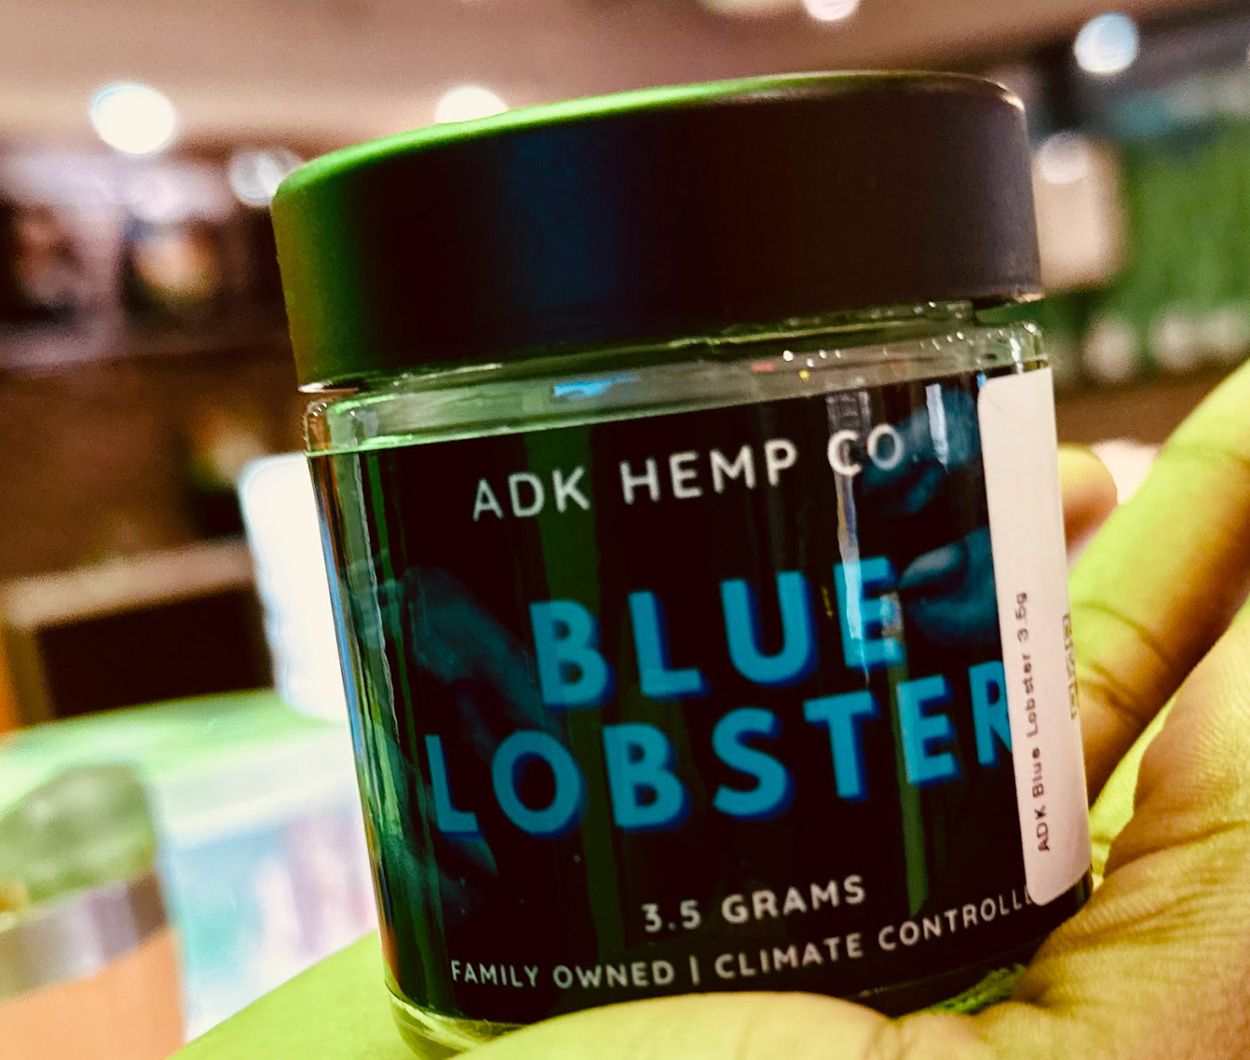 ADK HEMP CO
BLUE
LOBSTER
3.5 GRAMS
FAMILY OWNED | CLIMATE CONTROLL
ADK Blue Lobster 3.5g